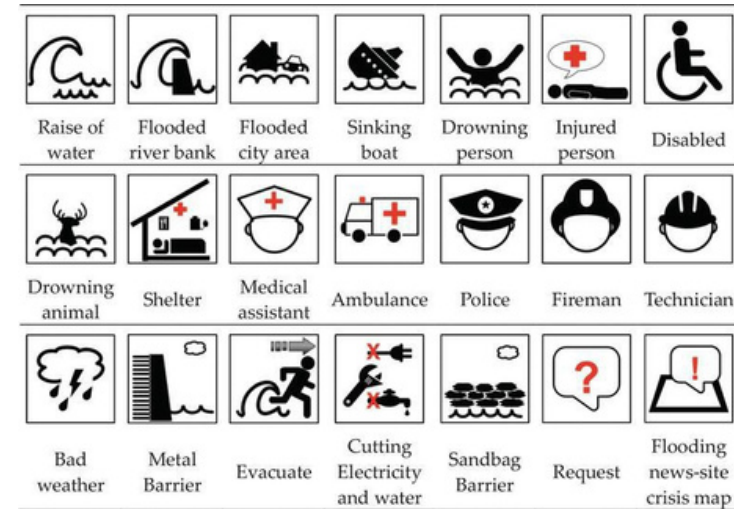 Raise of water
Flooded river bank
Flooded city area
Sinking boat
Drowning person
Injured person
Disabled
Drowning animal
Shelter
Medical assistant
Ambulance
Police
Fireman
Technician
Bad weather
Metal Barrier
Evacuate
Cutting Electricity and water
Sandbag Barrier
?
Request
!
Flooding news-site crisis map